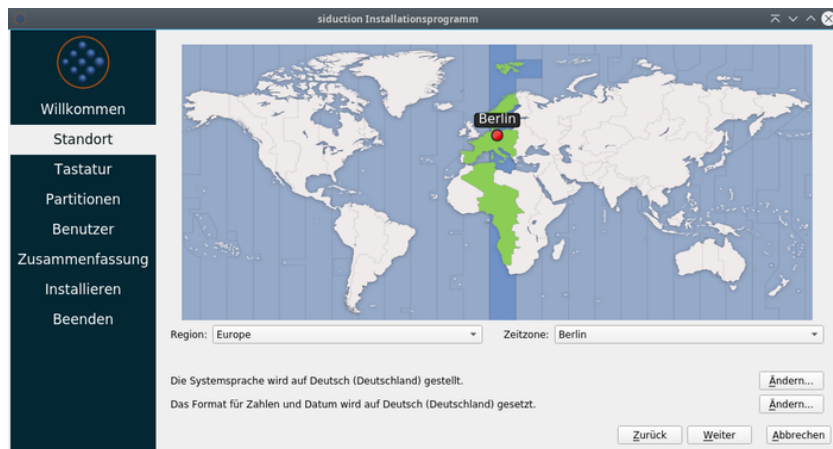 siduction Installationsprogramm
Willkommen
Standort
Tastatur
Partitionen
Benutzer
Zusammenfassung
Installieren
Beenden
Berlin
Region: Europe Zeitzone: Berlin
Die Systemsprache wird auf Deutsch (Deutschland) gestellt. Ändern...
Das Format für Zahlen und Datum wird auf Deutsch (Deutschland) gesetzt. Ändern...
Zurück Weiter Abbrechen